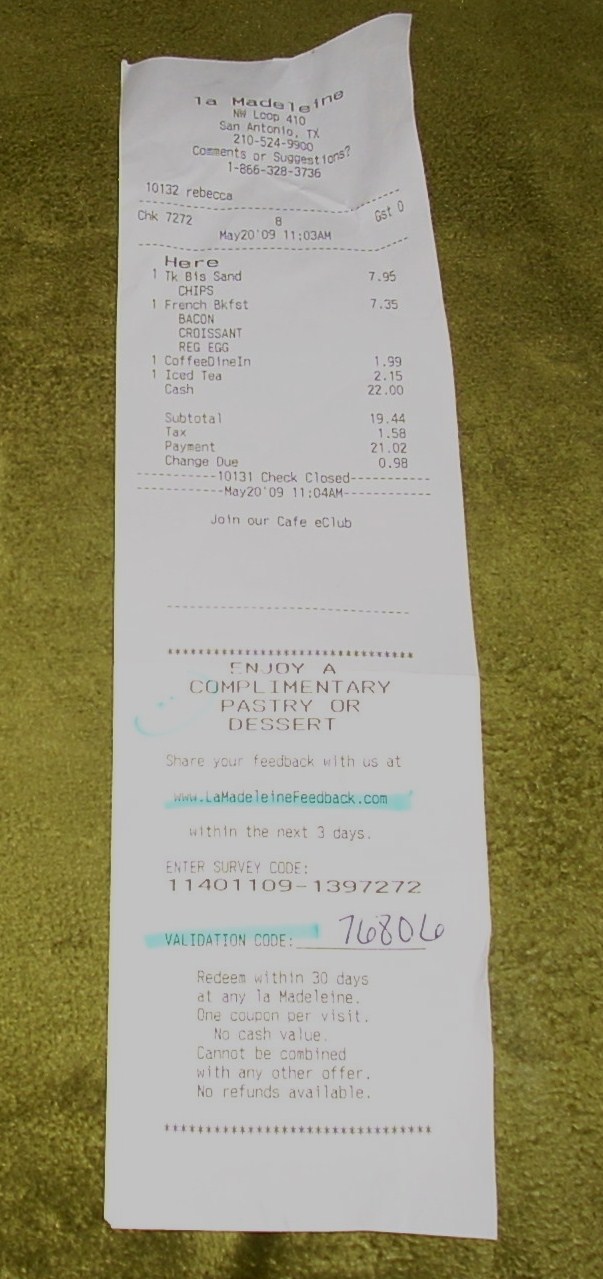 la Madeleine
NW Loop 410
San Antonio, TX
210-524-9900
Comments or Suggestions?
1-866-328-3736
10132 rebecca
Chk 7272 8 Gst 0
May20'09 11:03AM
Here
1 Tk Bls Sand 7.95
CHIPS
1 French Bkfst 7.35
BACON
CROISSANT
REG EGG
1 CoffeeDineIn 1.99
1 Iced Tea 2.15
Cash 22.00
Subtotal 19.44
Tax 1.58
Payment 21.02
Change Due 0.98
----------10131 Check Closed----------
-----------May20'09 11:04AM-----------
Join our Cafe eClub
ENJOY A
COMPLIMENTARY
PASTRY OR
DESSERT
Share your feedback with us at
www.LaMadeleineFeedback.com
within the next 3 days.
ENTER SURVEY CODE:
11401109-1397272
VALIDATION CODE: 76806
Redeem within 30 days
at any la Madeleine.
One coupon per visit.
No cash value.
Cannot be combined
with any other offer.
No refunds available.